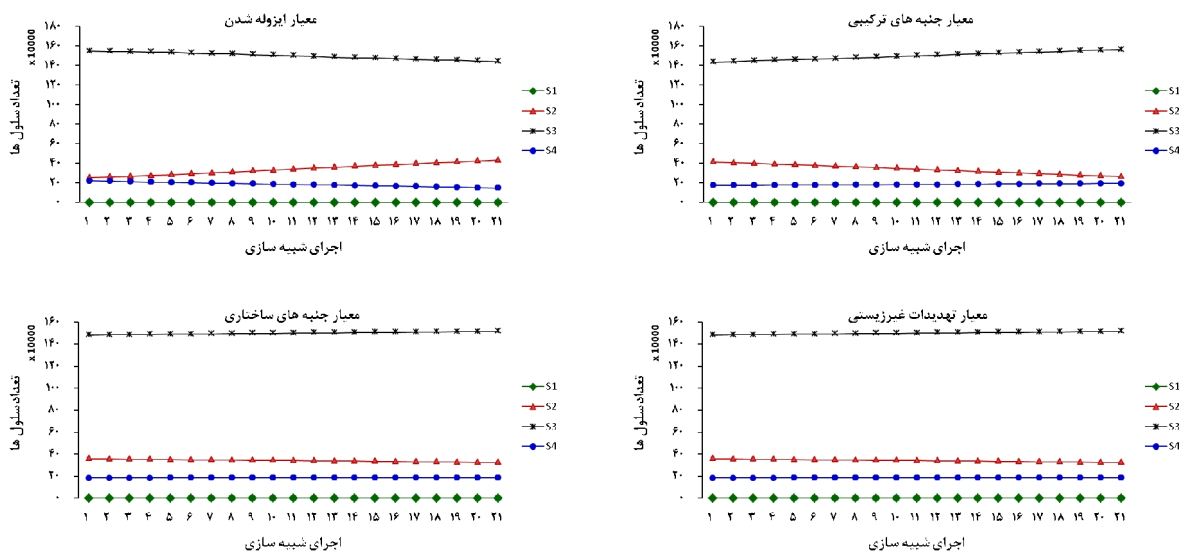 معیار ایزوله شدن
x 10000
تعداد سلول ها
۱۸۰
۱۶۰
۱۴۰
۱۲۰
۱۰۰
۸۰
۶۰
۴۰
۲۰
۰
۱ ۲ ۳ ۴ ۵ ۶ ۷ ۸ ۹ ۱۰ ۱۱ ۱۲ ۱۳ ۱۴ ۱۵ ۱۶ ۱۷ ۱۸ ۱۹ ۲۰ ۲۱
اجرای شبیه سازی
S1
S2
S3
S4
معیار جنبه های ترکیبی
x 10000
تعداد سلول ها
۱۸۰
۱۶۰
۱۴۰
۱۲۰
۱۰۰
۸۰
۶۰
۴۰
۲۰
۰
۱ ۲ ۳ ۴ ۵ ۶ ۷ ۸ ۹ ۱۰ ۱۱ ۱۲ ۱۳ ۱۴ ۱۵ ۱۶ ۱۷ ۱۸ ۱۹ ۲۰ ۲۱
اجرای شبیه سازی
S1
S2
S3
S4
معیار جنبه های ساختاری
x 10000
تعداد سلول ها
۱۶۰
۱۴۰
۱۲۰
۱۰۰
۸۰
۶۰
۴۰
۲۰
۰
۱ ۲ ۳ ۴ ۵ ۶ ۷ ۸ ۹ ۱۰ ۱۱ ۱۲ ۱۳ ۱۴ ۱۵ ۱۶ ۱۷ ۱۸ ۱۹ ۲۰ ۲۱
اجرای شبیه سازی
S1
S2
S3
S4
معیار تهدیدات غیرزیستی
x 10000
تعداد سلول ها
۱۶۰
۱۴۰
۱۲۰
۱۰۰
۸۰
۶۰
۴۰
۲۰
۰
۱ ۲ ۳ ۴ ۵ ۶ ۷ ۸ ۹ ۱۰ ۱۱ ۱۲ ۱۳ ۱۴ ۱۵ ۱۶ ۱۷ ۱۸ ۱۹ ۲۰ ۲۱
اجرای شبیه سازی
S1
S2
S3
S4